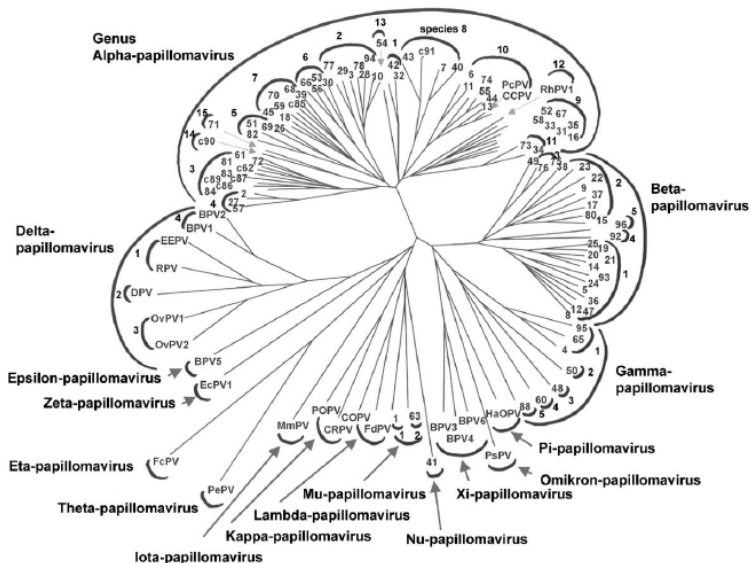 Genus
Alpha-papillomavirus
13
54
1
42
32
43
c91
species 8
7
40
10
6
11
74
55
44
13
PcPV
CCPV
12
RhPV1
9
52
67
58
33
31
35
16
11
73
34
2
77
29
3
78
28
94
10
6
66
53
56
30
7
70
68
39
59
c85
45
18
5
51
69
26
82
15
71
14
c90
3
61
81
c62
72
83
c89
c87
c86
84
4
2
27
57
Beta-
papillomavirus
3
49
75
76
38
23
2
22
9
37
17
80
15
5
96
92
4
25
19
20
21
14
93
1
24
5
36
8
12
47
Gamma-
papillomavirus
95
65
4
1
50
2
48
3
60
4
88
5
Delta-
papillomavirus
4
BPV2
BPV1
1
EEPV
RPV
2
DPV
3
OvPV1
OvPV2
BPV5
Epsilon-papillomavirus
EcPV1
Zeta-papillomavirus
FcPV
Eta-papillomavirus
PePV
Theta-papillomavirus
MmPV
Iota-papillomavirus
POPV
CRPV
Kappa-papillomavirus
COPV
FdPV
Lambda-papillomavirus
1
63
1
2
Mu-papillomavirus
41
Nu-papillomavirus
BPV3
BPV6
BPV4
Xi-papillomavirus
PsPV
Omikron-papillomavirus
HaOPV
Pi-papillomavirus